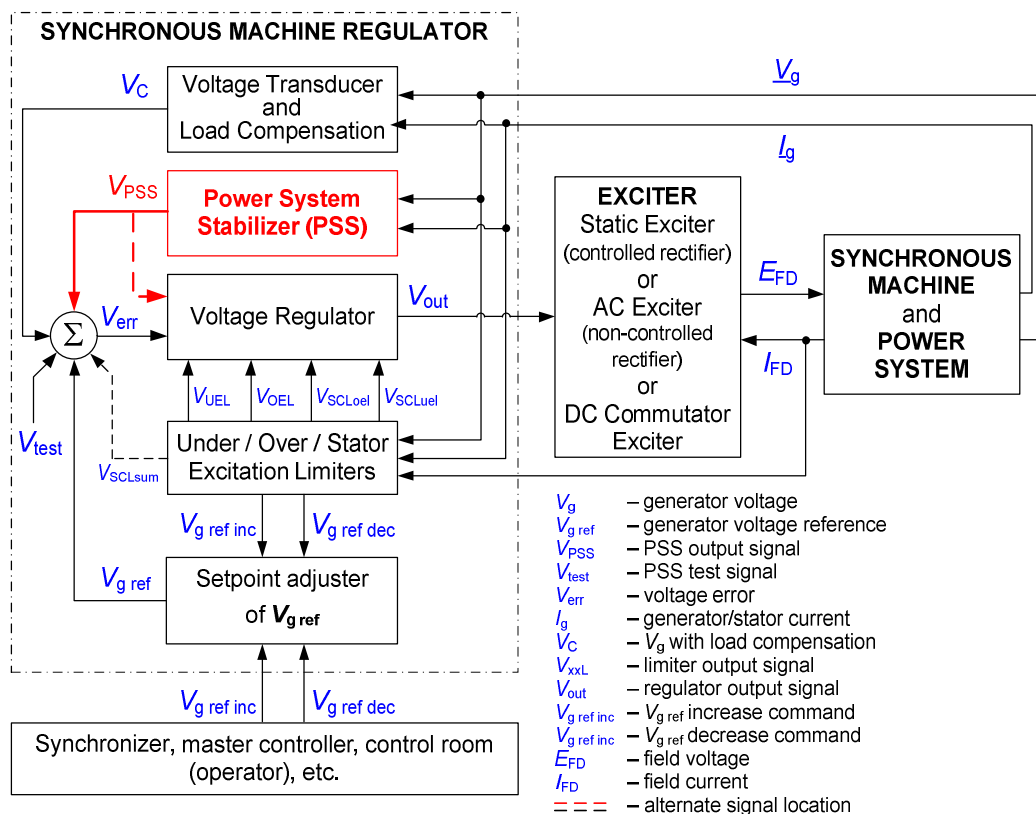 SYNCHRONOUS MACHINE REGULATOR
V_C
Voltage Transducer
and
Load Compensation
V_g
I_g
V_PSS
Power System
Stabilizer (PSS)
V_err
Voltage Regulator
V_out
Σ
EXCITER
Static Exciter
(controlled rectifier)
or
AC Exciter
(non-controlled
rectifier)
or
DC Commutator
Exciter
E_FD
I_FD
SYNCHRONOUS
MACHINE
and
POWER
SYSTEM
V_UEL
V_OEL
V_SCLoel
V_SCLuel
V_test
V_SCLsum
Under / Over / Stator
Excitation Limiters
V_g ref inc
V_g ref dec
V_g ref
Setpoint adjuster
of V_g ref
V_g ref inc
V_g ref dec
Synchronizer, master controller, control room
(operator), etc.
V_g – generator voltage
V_g ref – generator voltage reference
V_PSS – PSS output signal
V_test – PSS test signal
V_err – voltage error
I_g – generator/stator current
V_C – V_g with load compensation
V_xxL – limiter output signal
V_out – regulator output signal
V_g ref inc – V_g ref increase command
V_g ref inc – V_g ref decrease command
E_FD – field voltage
I_FD – field current
– alternate signal location